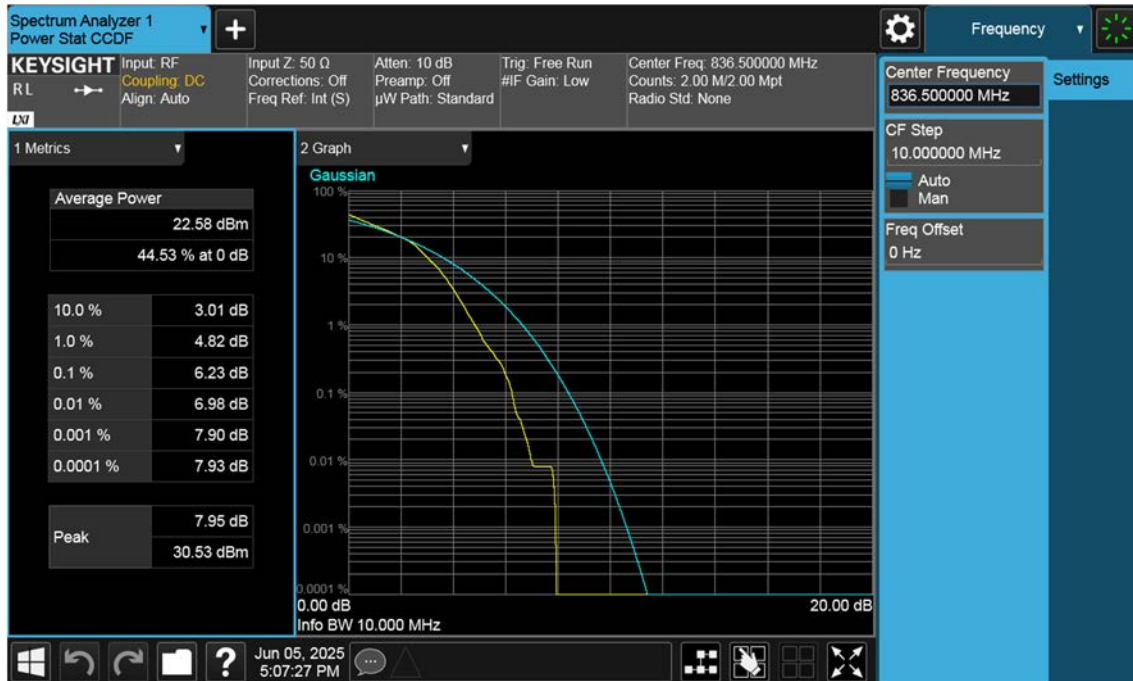 Spectrum Analyzer 1
Power Stat CCDF
Frequency
KEYSIGHT
RL
LXI
Input: RF
Coupling: DC
Align: Auto
Input Z: 50 Ω
Corrections: Off
Freq Ref: Int (S)
Atten: 10 dB
Preamp: Off
µW Path: Standard
Trig: Free Run
#IF Gain: Low
Center Freq: 836.500000 MHz
Counts: 2.00 M/2.00 Mpt
Radio Std: None
Center Frequency
836.500000 MHz
Settings
CF Step
10.000000 MHz
Auto
Man
Freq Offset
0 Hz
1 Metrics
Average Power
22.58 dBm
44.53 % at 0 dB
10.0 % 3.01 dB
1.0 % 4.82 dB
0.1 % 6.23 dB
0.01 % 6.98 dB
0.001 % 7.90 dB
0.0001 % 7.93 dB
Peak
7.95 dB
30.53 dBm
2 Graph
Gaussian
100 %
10 %
1 %
0.1 %
0.01 %
0.001 %
0.0001 %
0.00 dB 20.00 dB
Info BW 10.000 MHz
?
Jun 05, 2025
5:07:27 PM